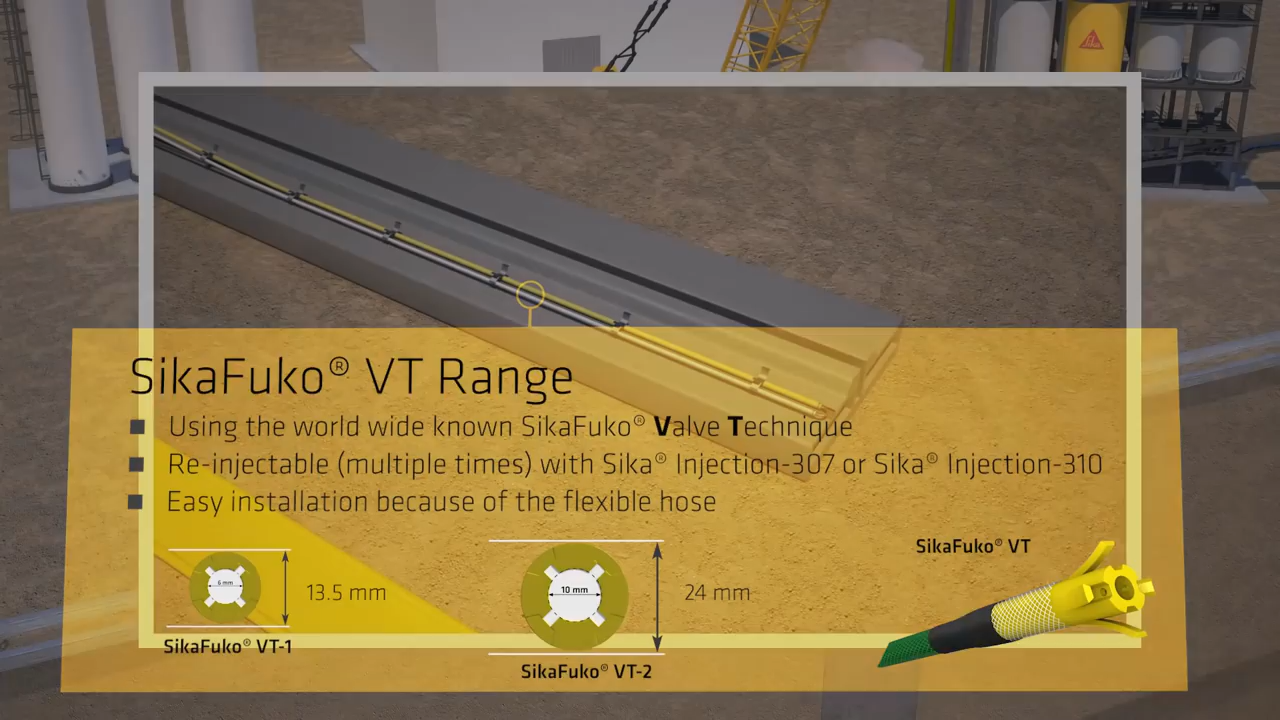 Sika
SikaFuko® VT Range
Using the world wide known SikaFuko® Valve Technique
Re-injectable (multiple times) with Sika® Injection-307 or Sika® Injection-310
Easy installation because of the flexible hose
SikaFuko® VT
6 mm
13.5 mm
10 mm
24 mm
SikaFuko® VT-1
SikaFuko® VT-2